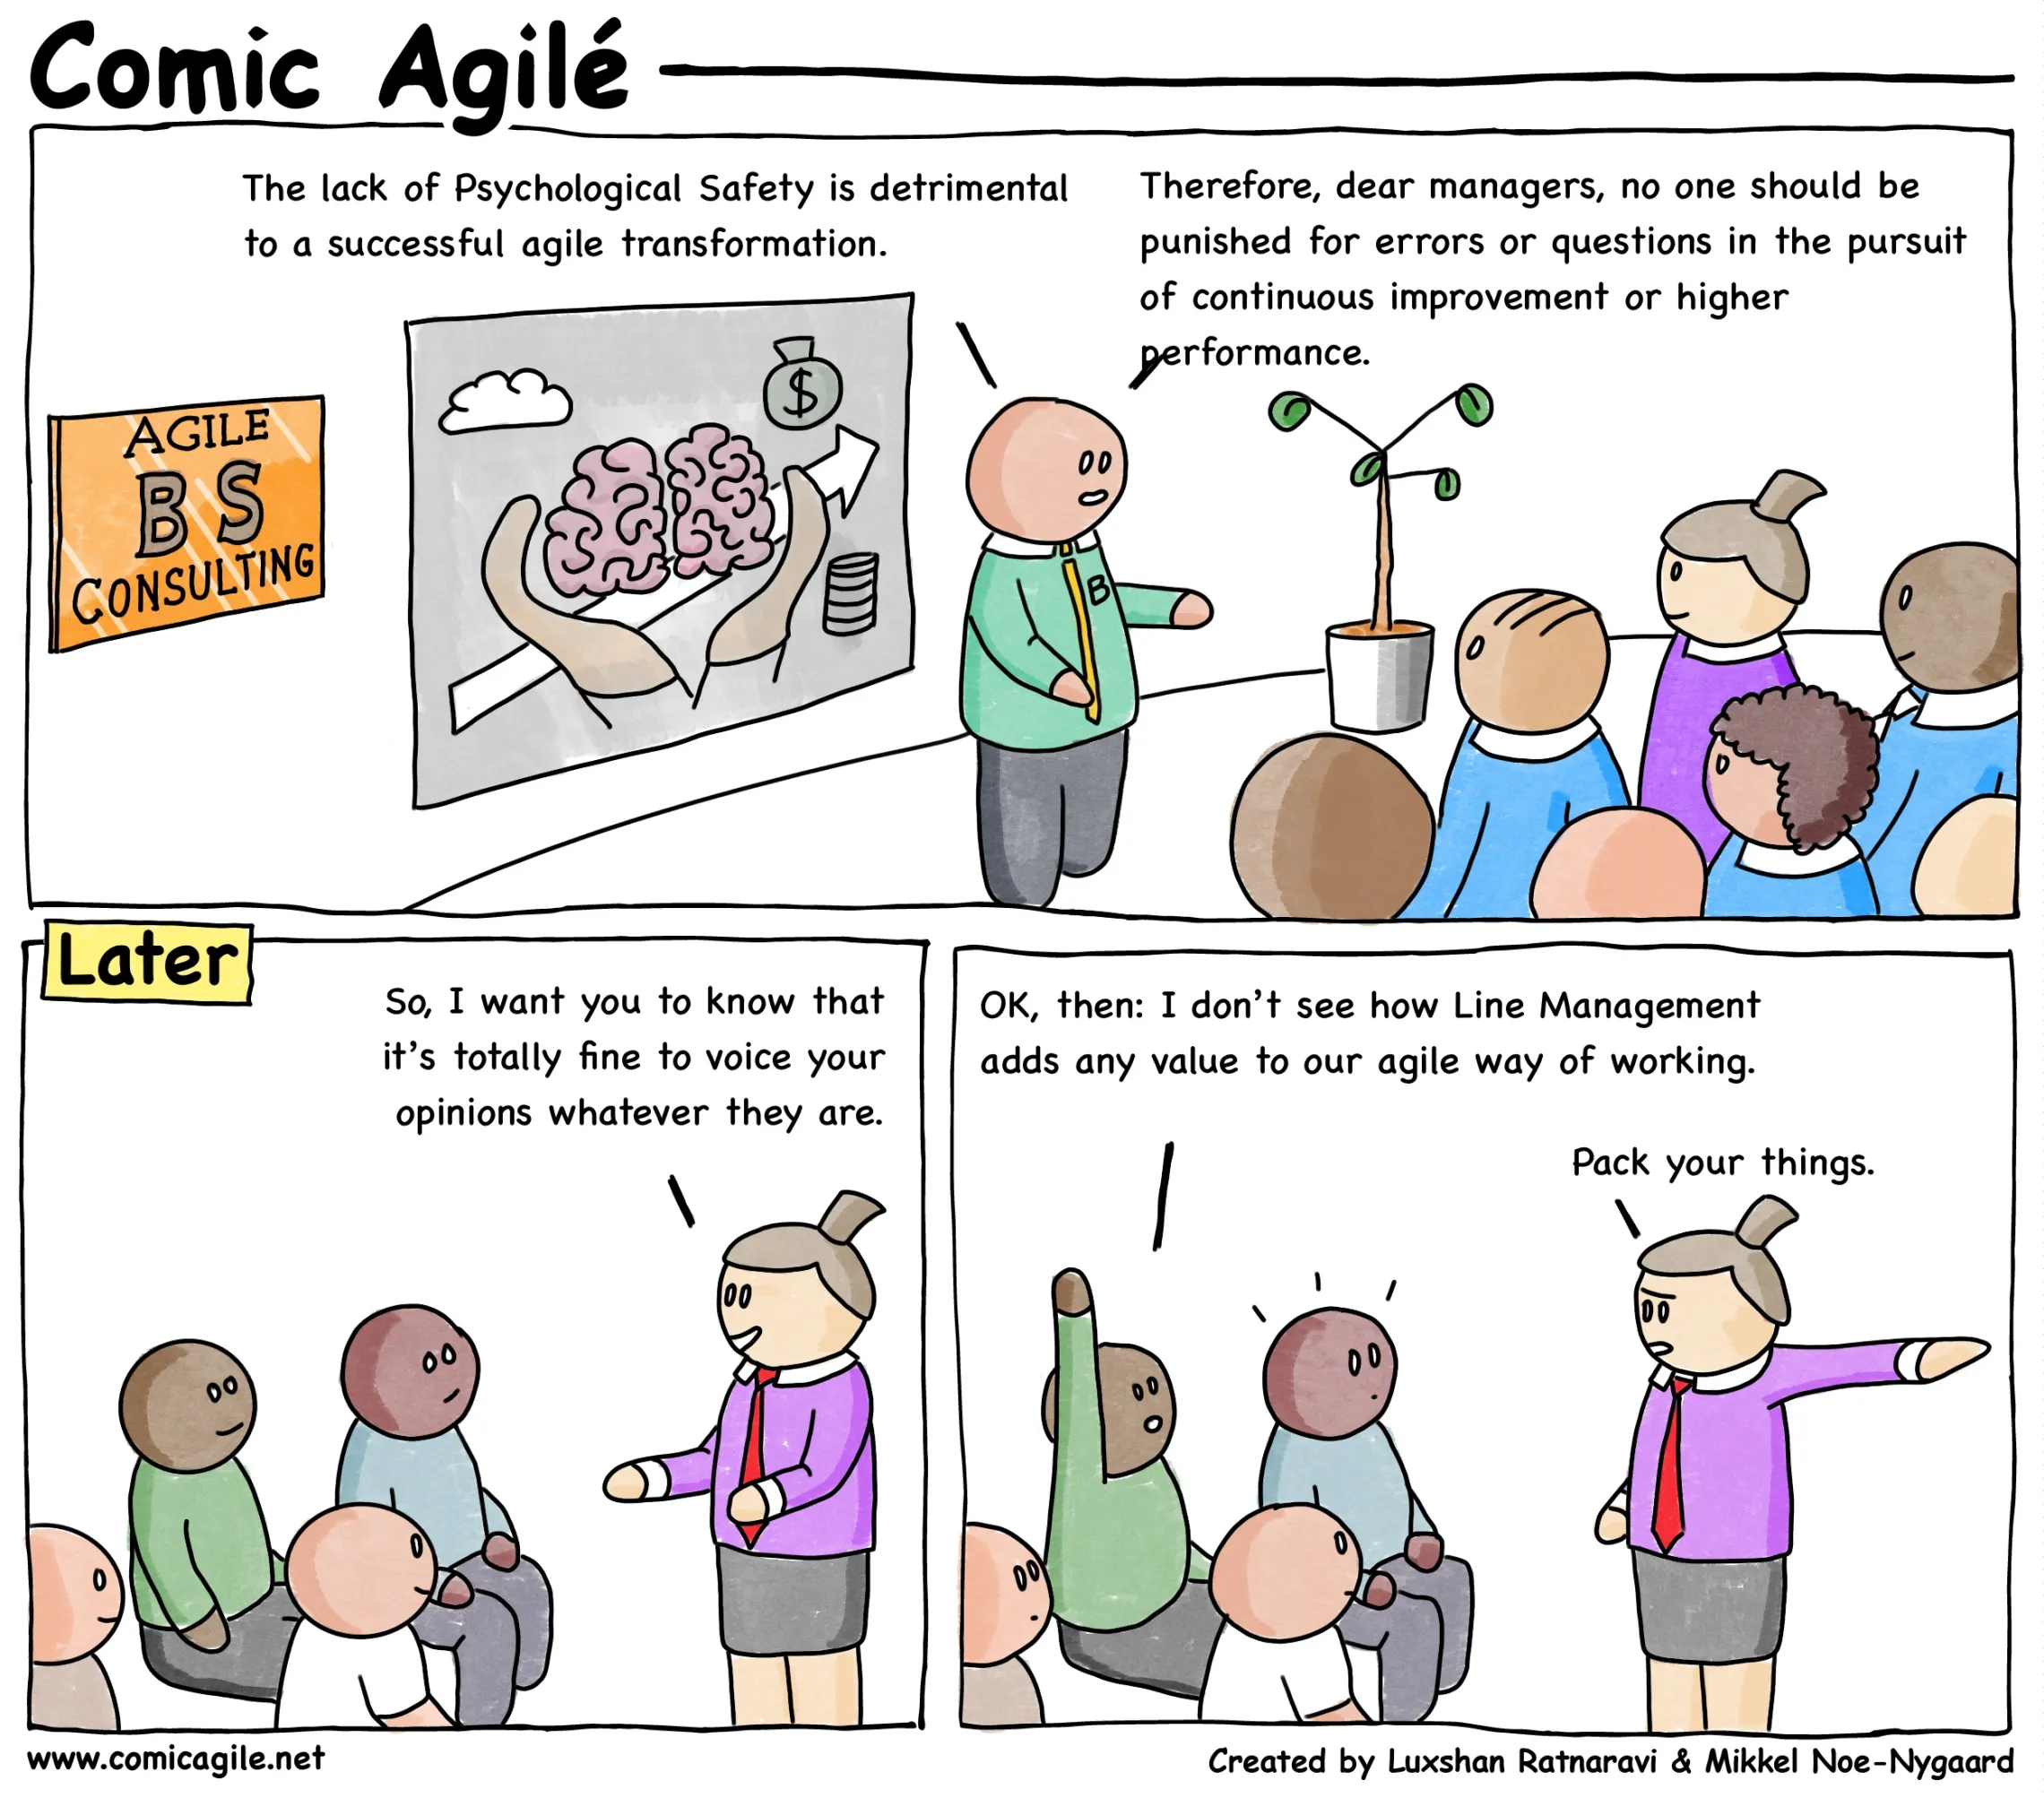 Comic Agilé
The lack of Psychological Safety is detrimental
to a successful agile transformation.
Therefore, dear managers, no one should be
punished for errors or questions in the pursuit
of continuous improvement or higher
performance.
AGILE
BS
CONSULTING
$
B
Later
So, I want you to know that
it's totally fine to voice your
opinions whatever they are.
OK, then: I don't see how Line Management
adds any value to our agile way of working.
Pack your things.
www.comicagile.net
Created by Luxshan Ratnaravi & Mikkel Noe-Nygaard